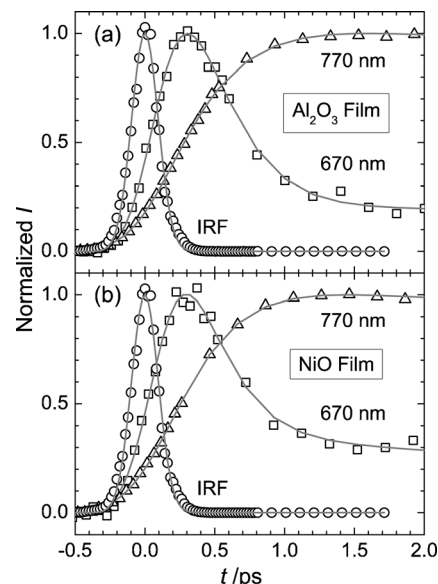 (a)
1.0
770 nm
Al₂O₃ Film
0.5
670 nm
IRF
0.0
Normalized I
(b)
1.0
770 nm
NiO Film
0.5
670 nm
IRF
0.0
-0.5 0.0 0.5 1.0 1.5 2.0
t /ps